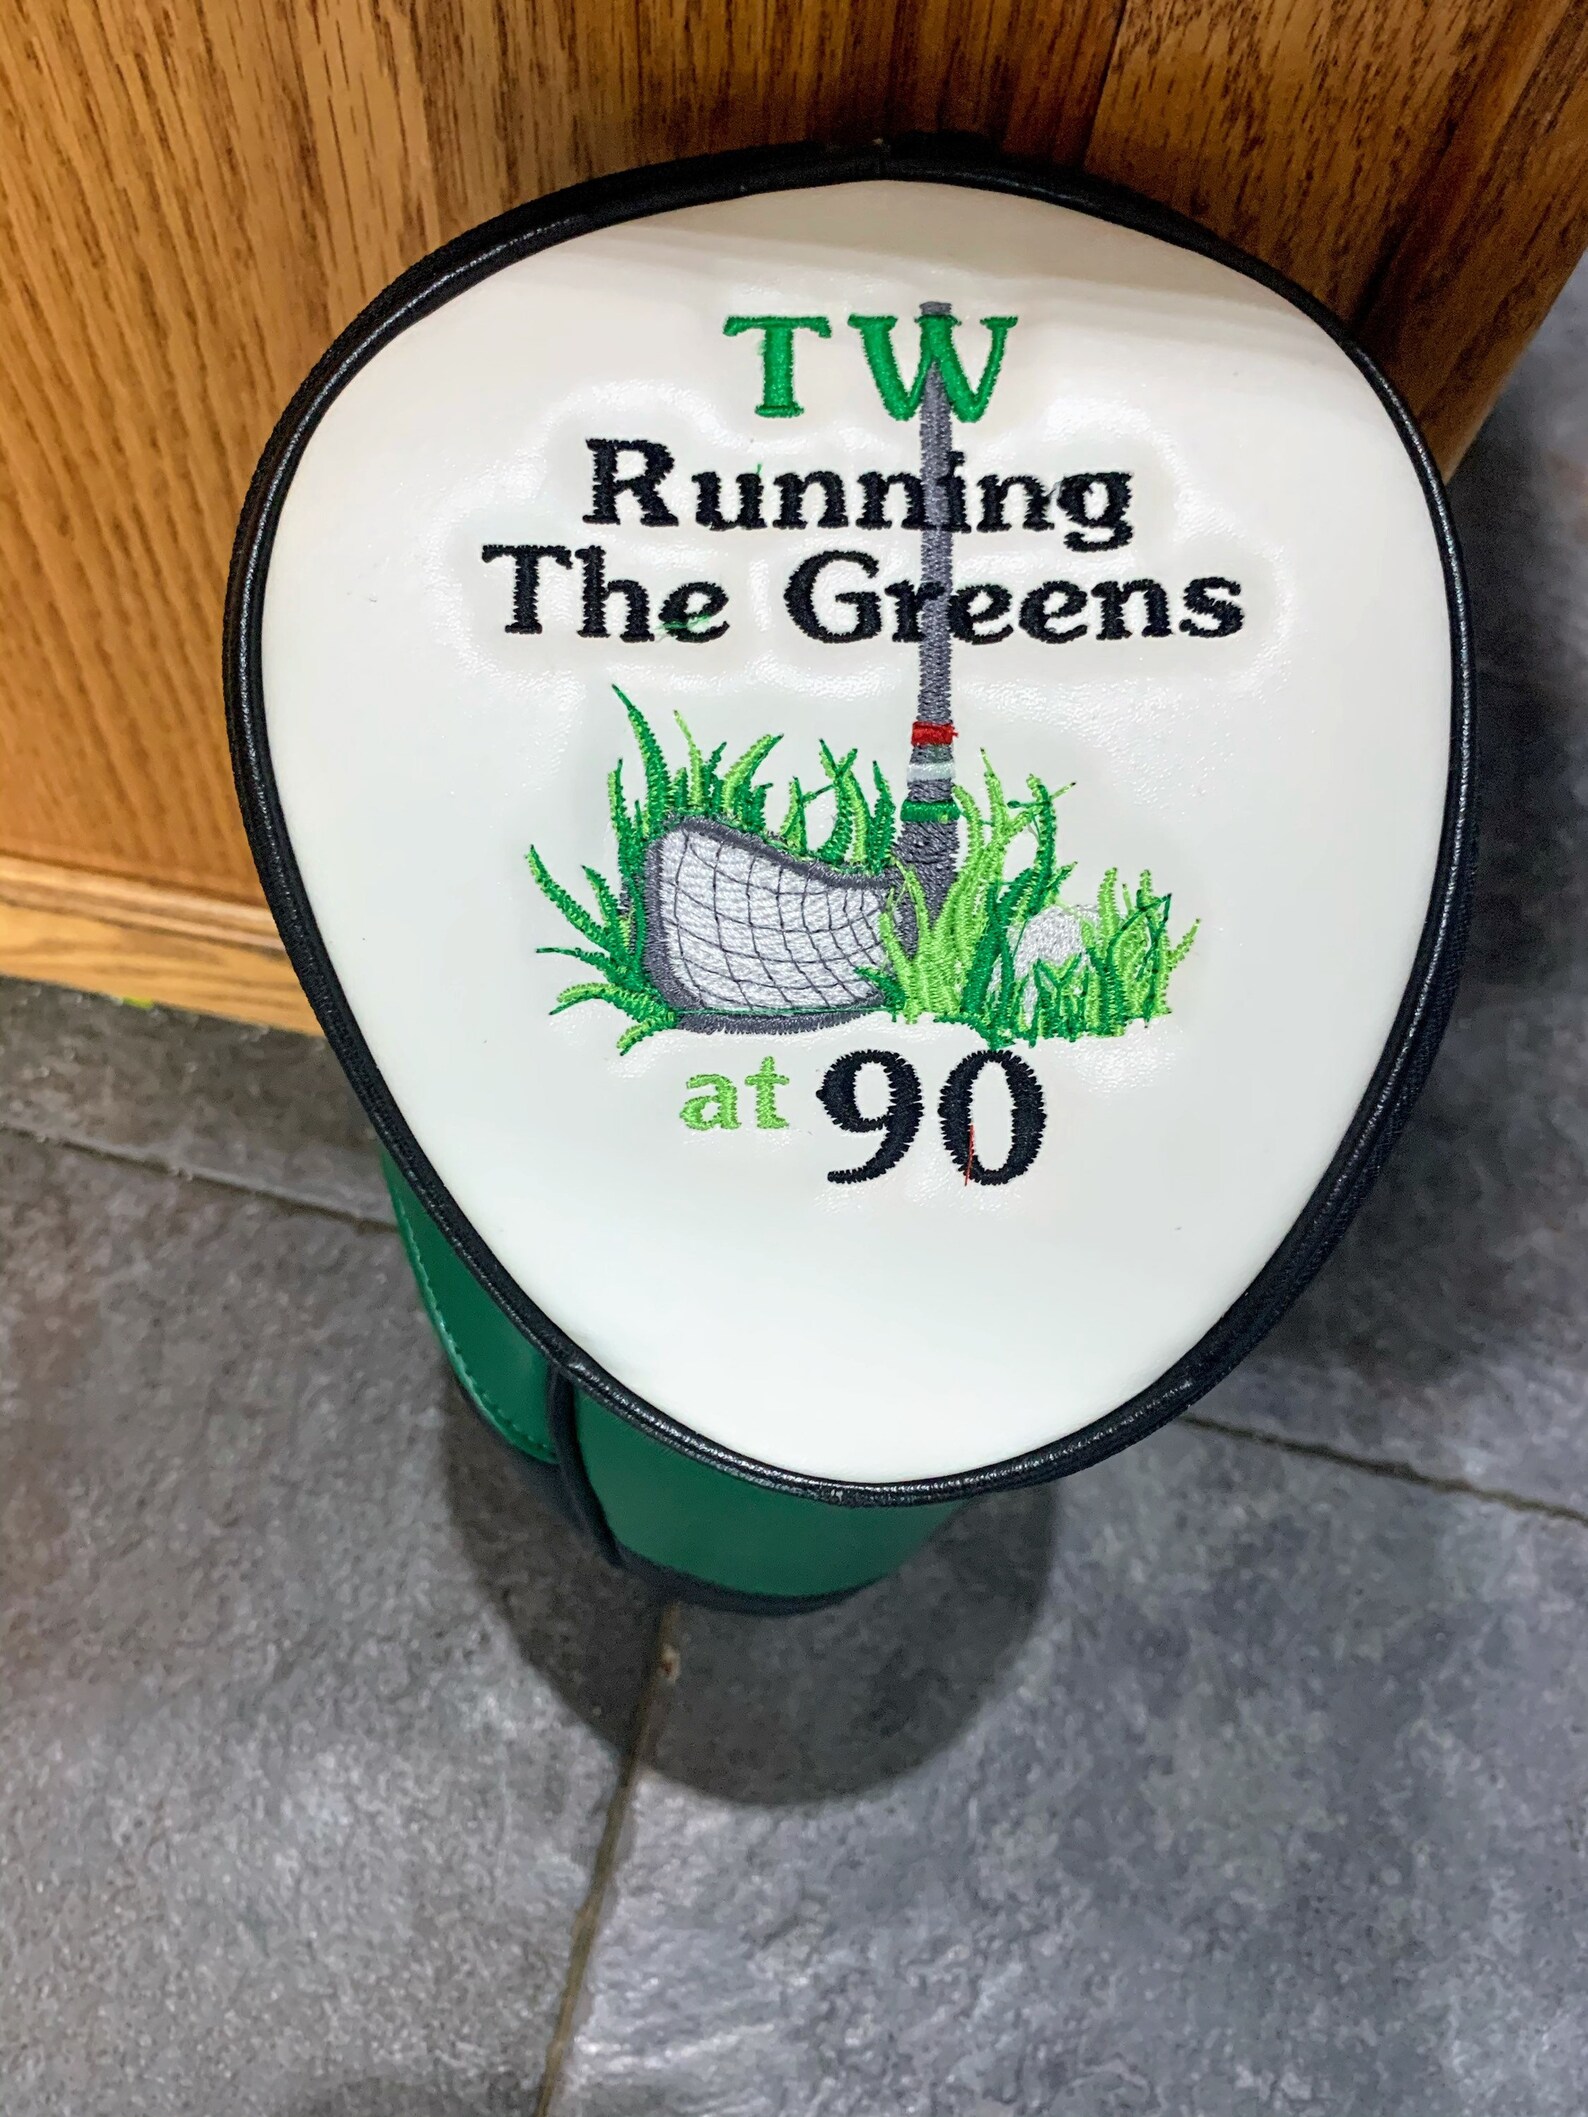 TW
Running
The Greens
at 90